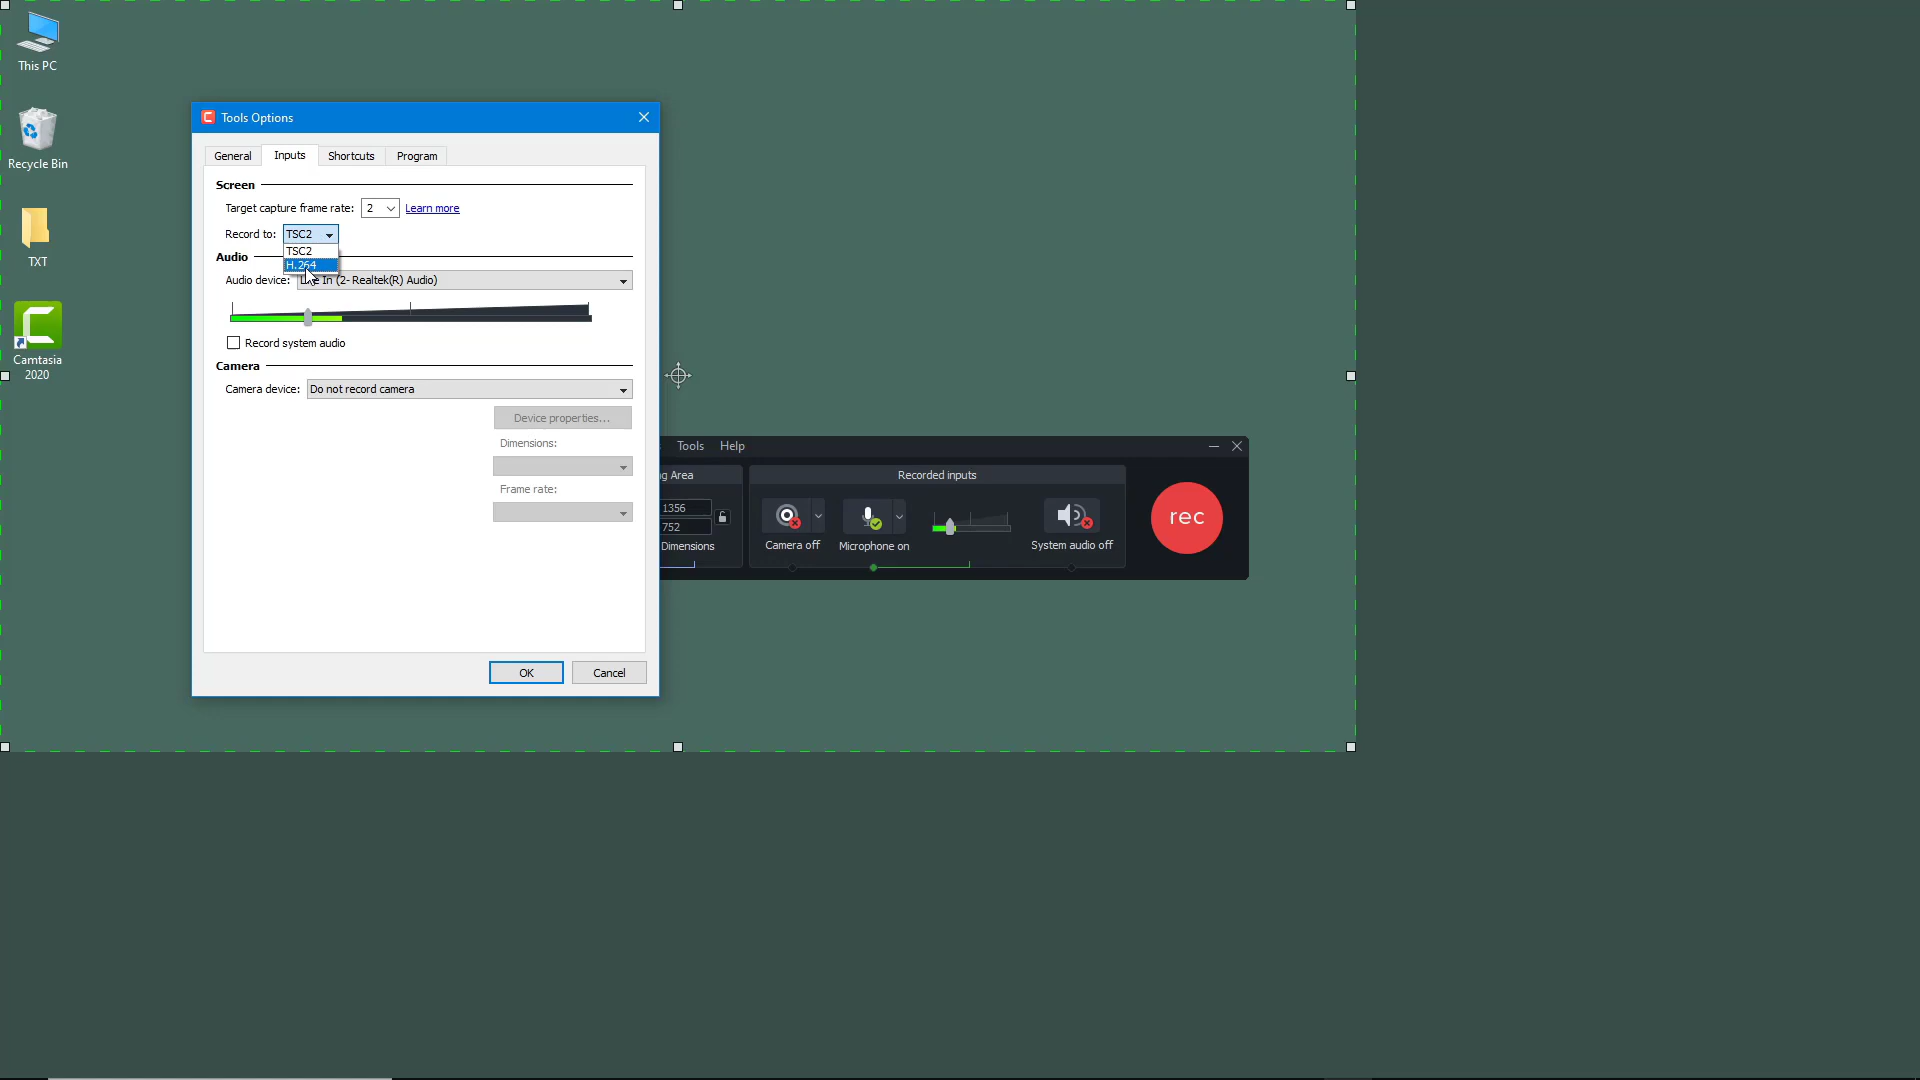 This PC
Recycle Bin
TXT
Camtasia
2020
Tools Options
General
Inputs
Shortcuts
Program
Screen
Target capture frame rate: 2 Learn more
Record to: TSC2
TSC2
H.264
Audio
Audio device: Line In (2- Realtek(R) Audio)
Record system audio
Camera
Camera device: Do not record camera
Device properties...
Dimensions:
Frame rate:
OK
Cancel
Tools Help
ng Area
Recorded inputs
1356
752
Dimensions
Camera off
Microphone on
System audio off
rec